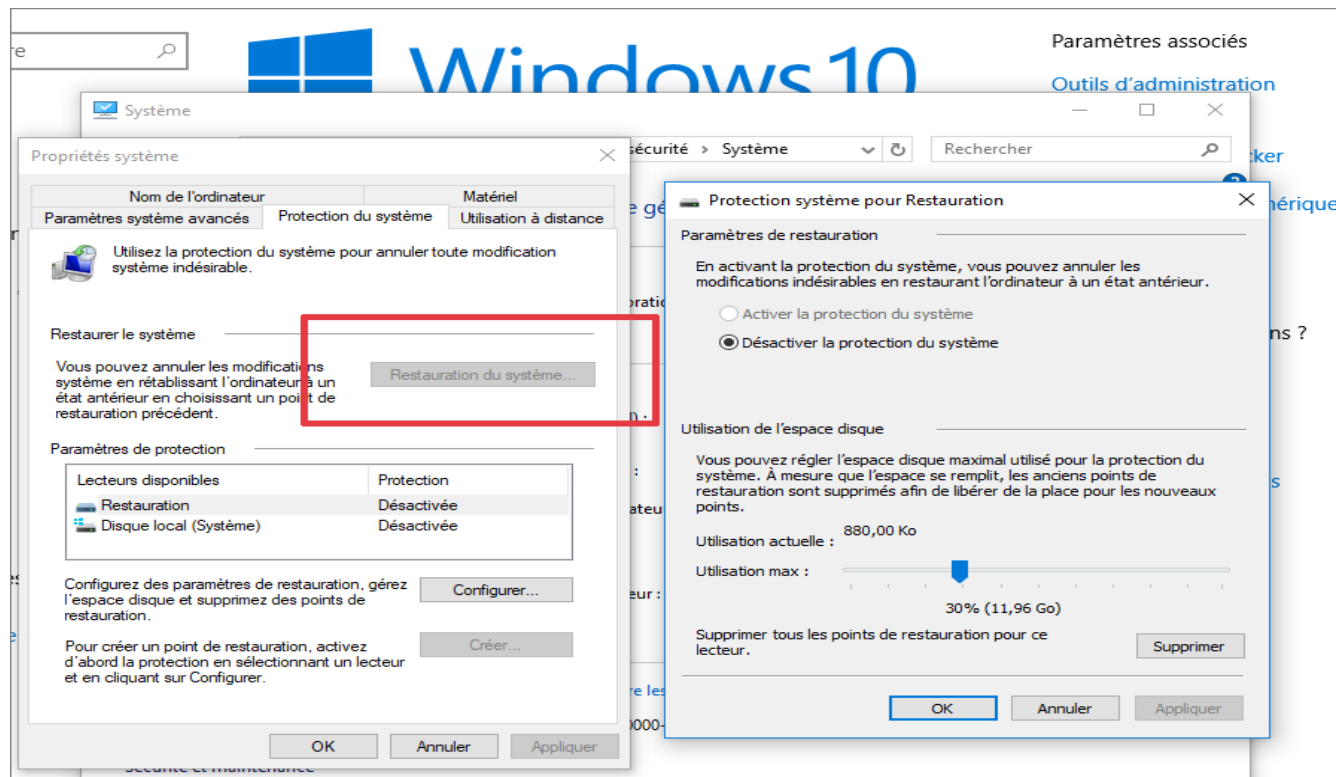 Paramètres associés
Windows 10
Outils d'administration
Système
sécurité > Système
Rechercher
Propriétés système
Nom de l'ordinateur
Matériel
Paramètres système avancés
Protection du système
Utilisation à distance
Utilisez la protection du système pour annuler toute modification
système indésirable.
Restaurer le système
Vous pouvez annuler les modifications
système en rétablissant l'ordinateur à un
état antérieur en choisissant un point de
restauration précédent.
Restauration du système...
Paramètres de protection
Lecteurs disponibles
Protection
Restauration
Désactivée
Disque local (Système)
Désactivée
Configurez des paramètres de restauration, gérez
l'espace disque et supprimez des points de
restauration.
Configurer...
Pour créer un point de restauration, activez
d'abord la protection en sélectionnant un lecteur
et en cliquant sur Configurer.
Créer...
OK
Annuler
Appliquer
Protection système pour Restauration
Paramètres de restauration
En activant la protection du système, vous pouvez annuler les
modifications indésirables en restaurant l'ordinateur à un état antérieur.
Activer la protection du système
Désactiver la protection du système
Utilisation de l'espace disque
Vous pouvez régler l'espace disque maximal utilisé pour la protection du
système. À mesure que l'espace se remplit, les anciens points de
restauration sont supprimés afin de libérer de la place pour les nouveaux
points.
Utilisation actuelle :
880,00 Ko
Utilisation max :
30% (11,96 Go)
Supprimer tous les points de restauration pour ce
lecteur.
Supprimer
OK
Annuler
Appliquer